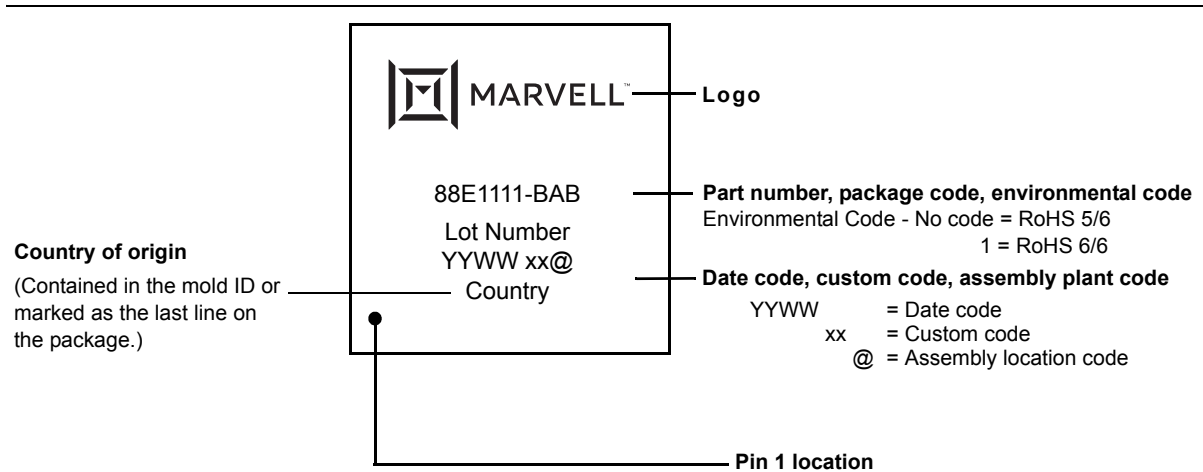 MARVELL™
Logo
88E1111-BAB
Part number, package code, environmental code
Environmental Code - No code = RoHS 5/6
1 = RoHS 6/6
Lot Number
YYWW xx@
Country
Country of origin
(Contained in the mold ID or
marked as the last line on
the package.)
Date code, custom code, assembly plant code
YYWW = Date code
xx = Custom code
@ = Assembly location code
Pin 1 location